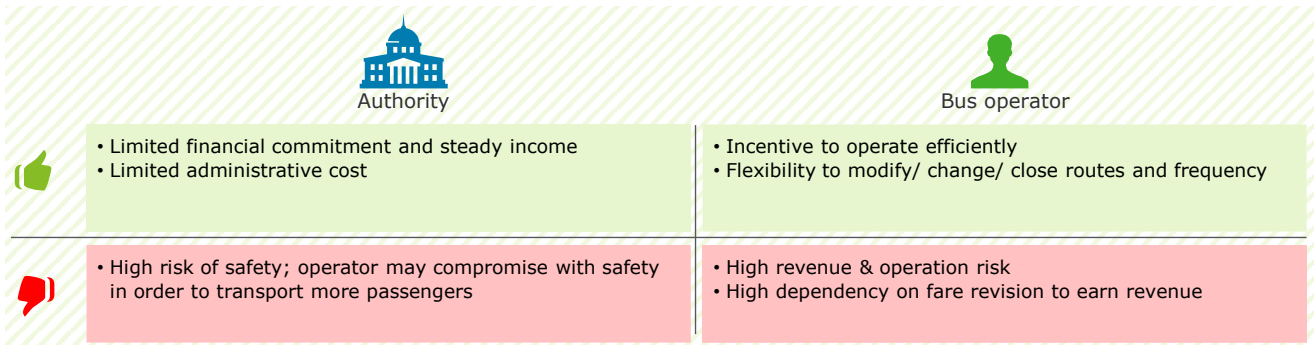 Authority
Bus operator
• Limited financial commitment and steady income
• Limited administrative cost
• Incentive to operate efficiently
• Flexibility to modify/ change/ close routes and frequency
• High risk of safety; operator may compromise with safety
in order to transport more passengers
• High revenue & operation risk
• High dependency on fare revision to earn revenue